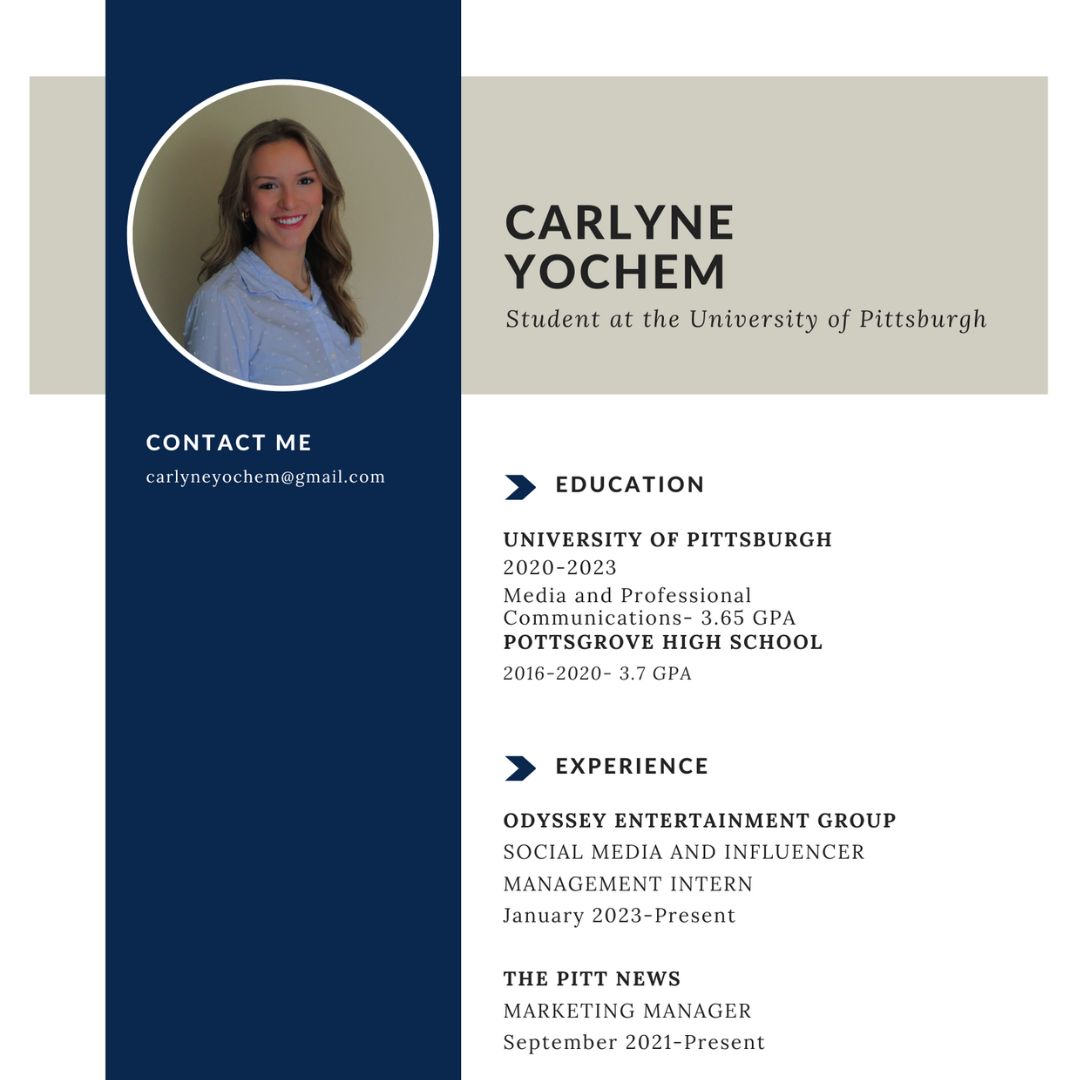 CARLYNE
YOCHEM
Student at the University of Pittsburgh
CONTACT ME
carlyneyochem@gmail.com
EDUCATION
UNIVERSITY OF PITTSBURGH
2020-2023
Media and Professional
Communications- 3.65 GPA
POTTSGROVE HIGH SCHOOL
2016-2020- 3.7 GPA
EXPERIENCE
ODYSSEY ENTERTAINMENT GROUP
SOCIAL MEDIA AND INFLUENCER
MANAGEMENT INTERN
January 2023-Present
THE PITT NEWS
MARKETING MANAGER
September 2021-Present